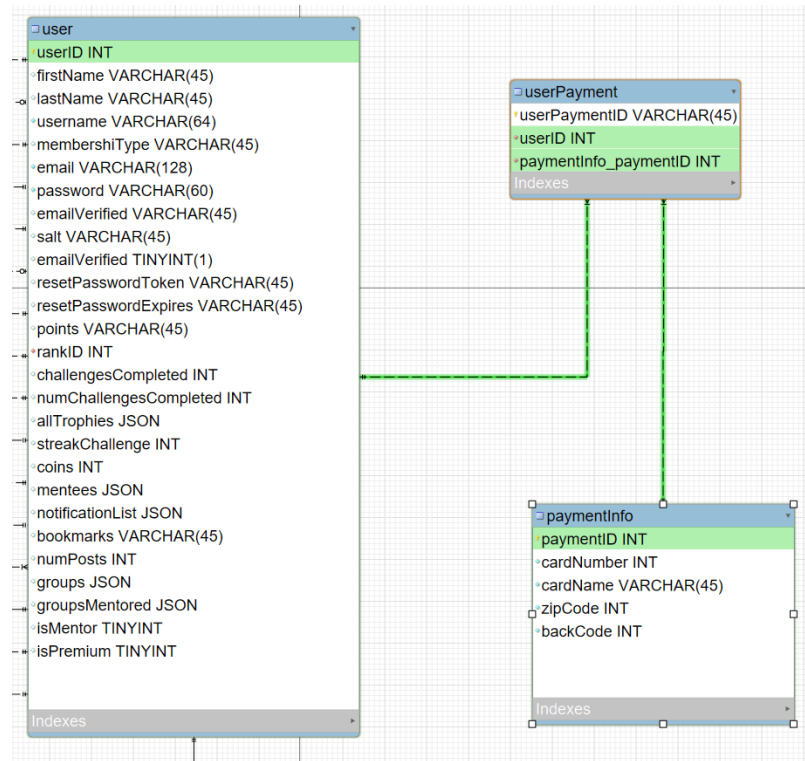 user
userID INT
firstName VARCHAR(45)
lastName VARCHAR(45)
username VARCHAR(64)
membershiType VARCHAR(45)
email VARCHAR(128)
password VARCHAR(60)
emailVerified VARCHAR(45)
salt VARCHAR(45)
emailVerified TINYINT(1)
resetPasswordToken VARCHAR(45)
resetPasswordExpires VARCHAR(45)
points VARCHAR(45)
rankID INT
challengesCompleted INT
numChallengesCompleted INT
allTrophies JSON
streakChallenge INT
coins INT
mentees JSON
notificationList JSON
bookmarks VARCHAR(45)
numPosts INT
groups JSON
groupsMentored JSON
isMentor TINYINT
isPremium TINYINT
Indexes
userPayment
userPaymentID VARCHAR(45)
userID INT
paymentInfo_paymentID INT
Indexes
paymentInfo
paymentID INT
cardNumber INT
cardName VARCHAR(45)
zipCode INT
backCode INT
Indexes